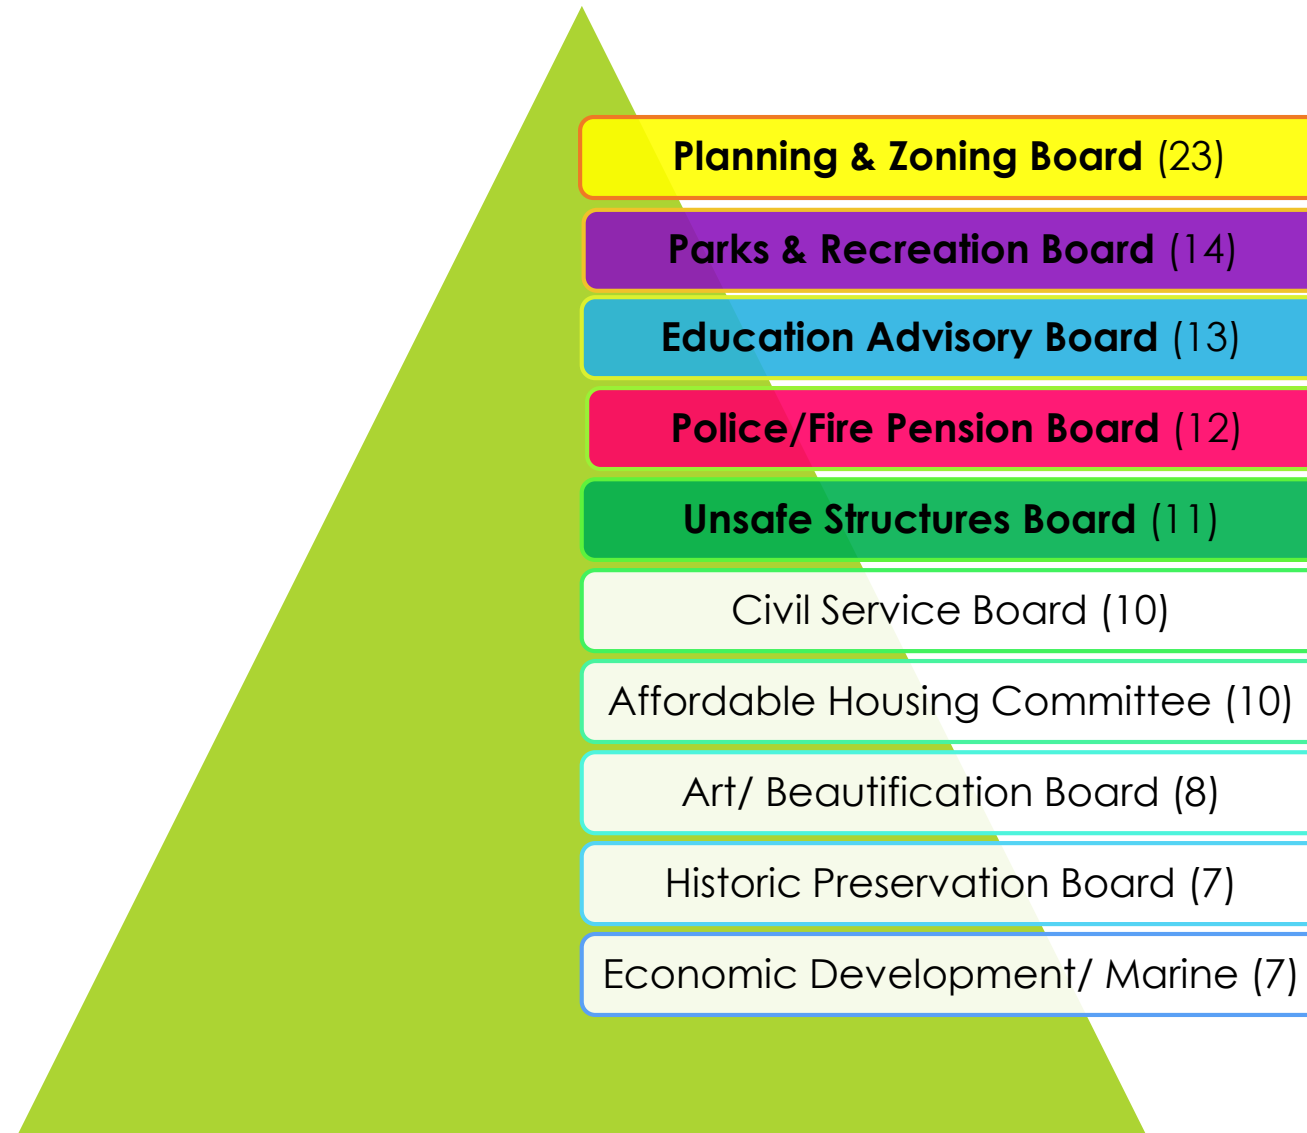 Planning & Zoning Board (23)
Parks & Recreation Board (14)
Education Advisory Board (13)
Police/Fire Pension Board (12)
Unsafe Structures Board (11)
Civil Service Board (10)
Affordable Housing Committee (10)
Art/ Beautification Board (8)
Historic Preservation Board (7)
Economic Development/ Marine (7)